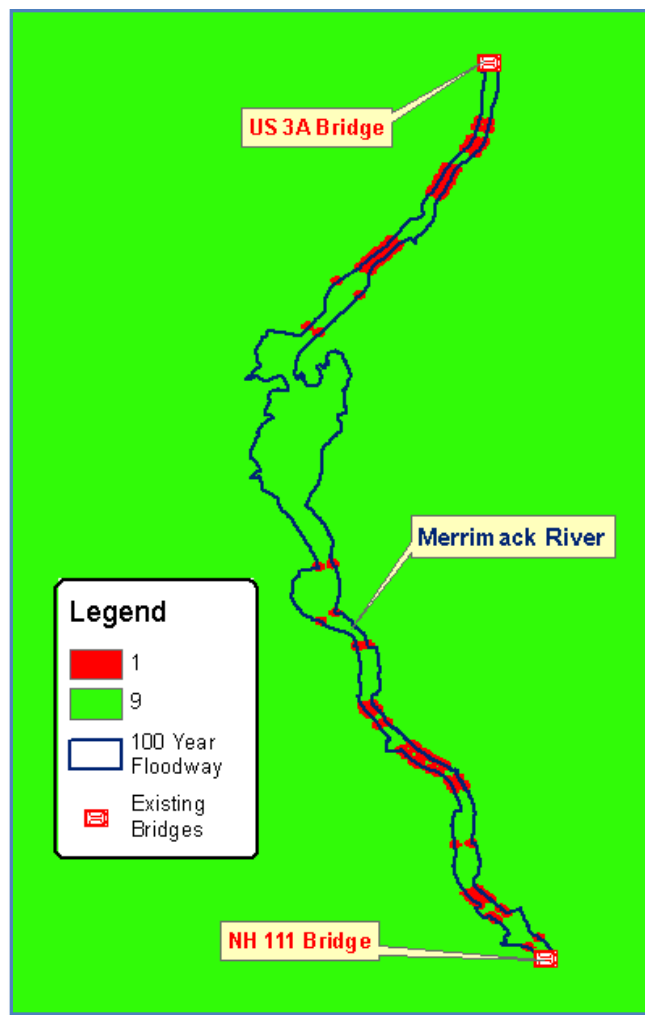 US 3A Bridge
Merrimack River
Legend
1
9
100 Year
Floodway
Existing
Bridges
NH 111 Bridge